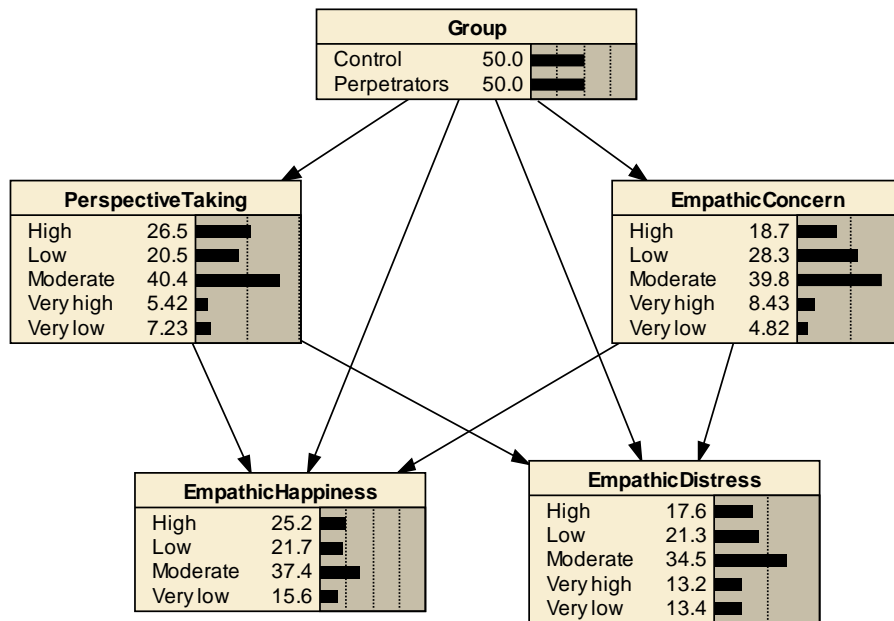 Group
Control 50.0
Perpetrators 50.0
PerspectiveTaking
High 26.5
Low 20.5
Moderate 40.4
Very high 5.42
Very low 7.23
EmpathicConcern
High 18.7
Low 28.3
Moderate 39.8
Very high 8.43
Very low 4.82
EmpathicHappiness
High 25.2
Low 21.7
Moderate 37.4
Very low 15.6
EmpathicDistress
High 17.6
Low 21.3
Moderate 34.5
Very high 13.2
Very low 13.4